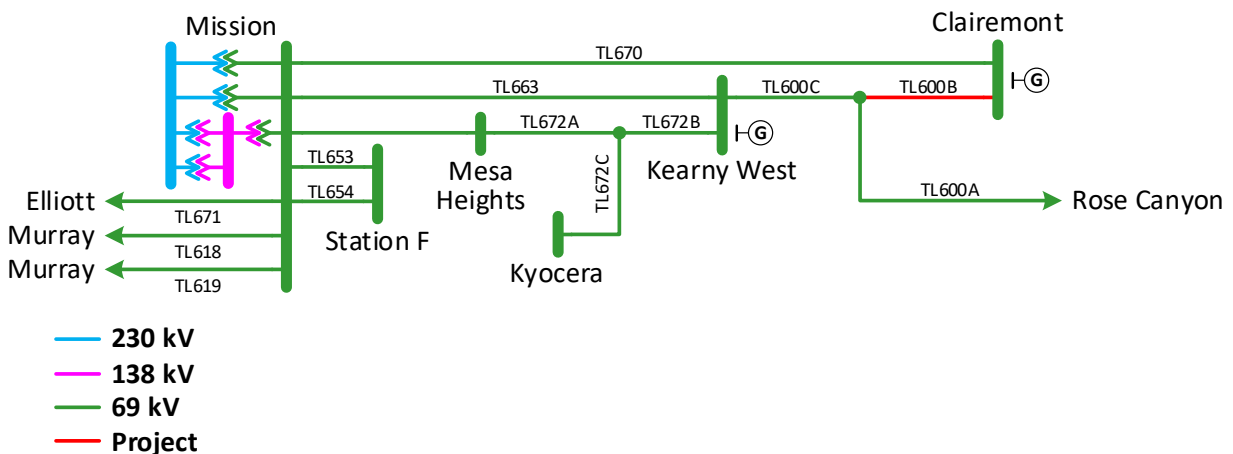 Mission
Clairemont
TL670
G
TL663
TL600C
TL600B
TL672A
TL672B
G
Mesa
Heights
Kearny West
TL672C
TL653
TL654
Station F
Kyocera
TL600A
Rose Canyon
Elliott
TL671
Murray
TL618
Murray
TL619
230 kV
138 kV
69 kV
Project